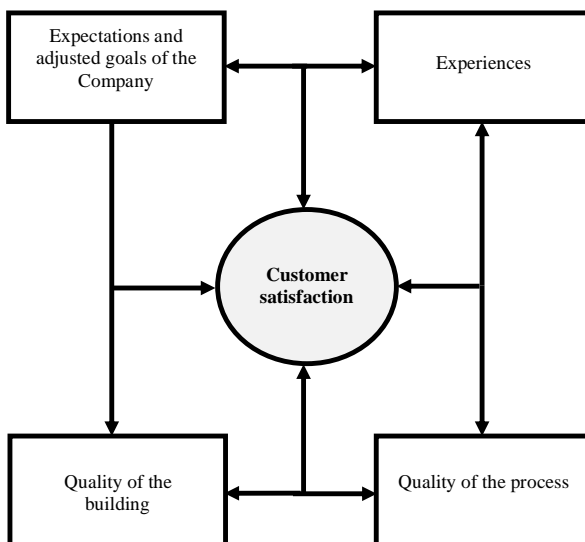 Expectations and
adjusted goals of the
Company
Experiences
Customer
satisfaction
Quality of the
building
Quality of the process